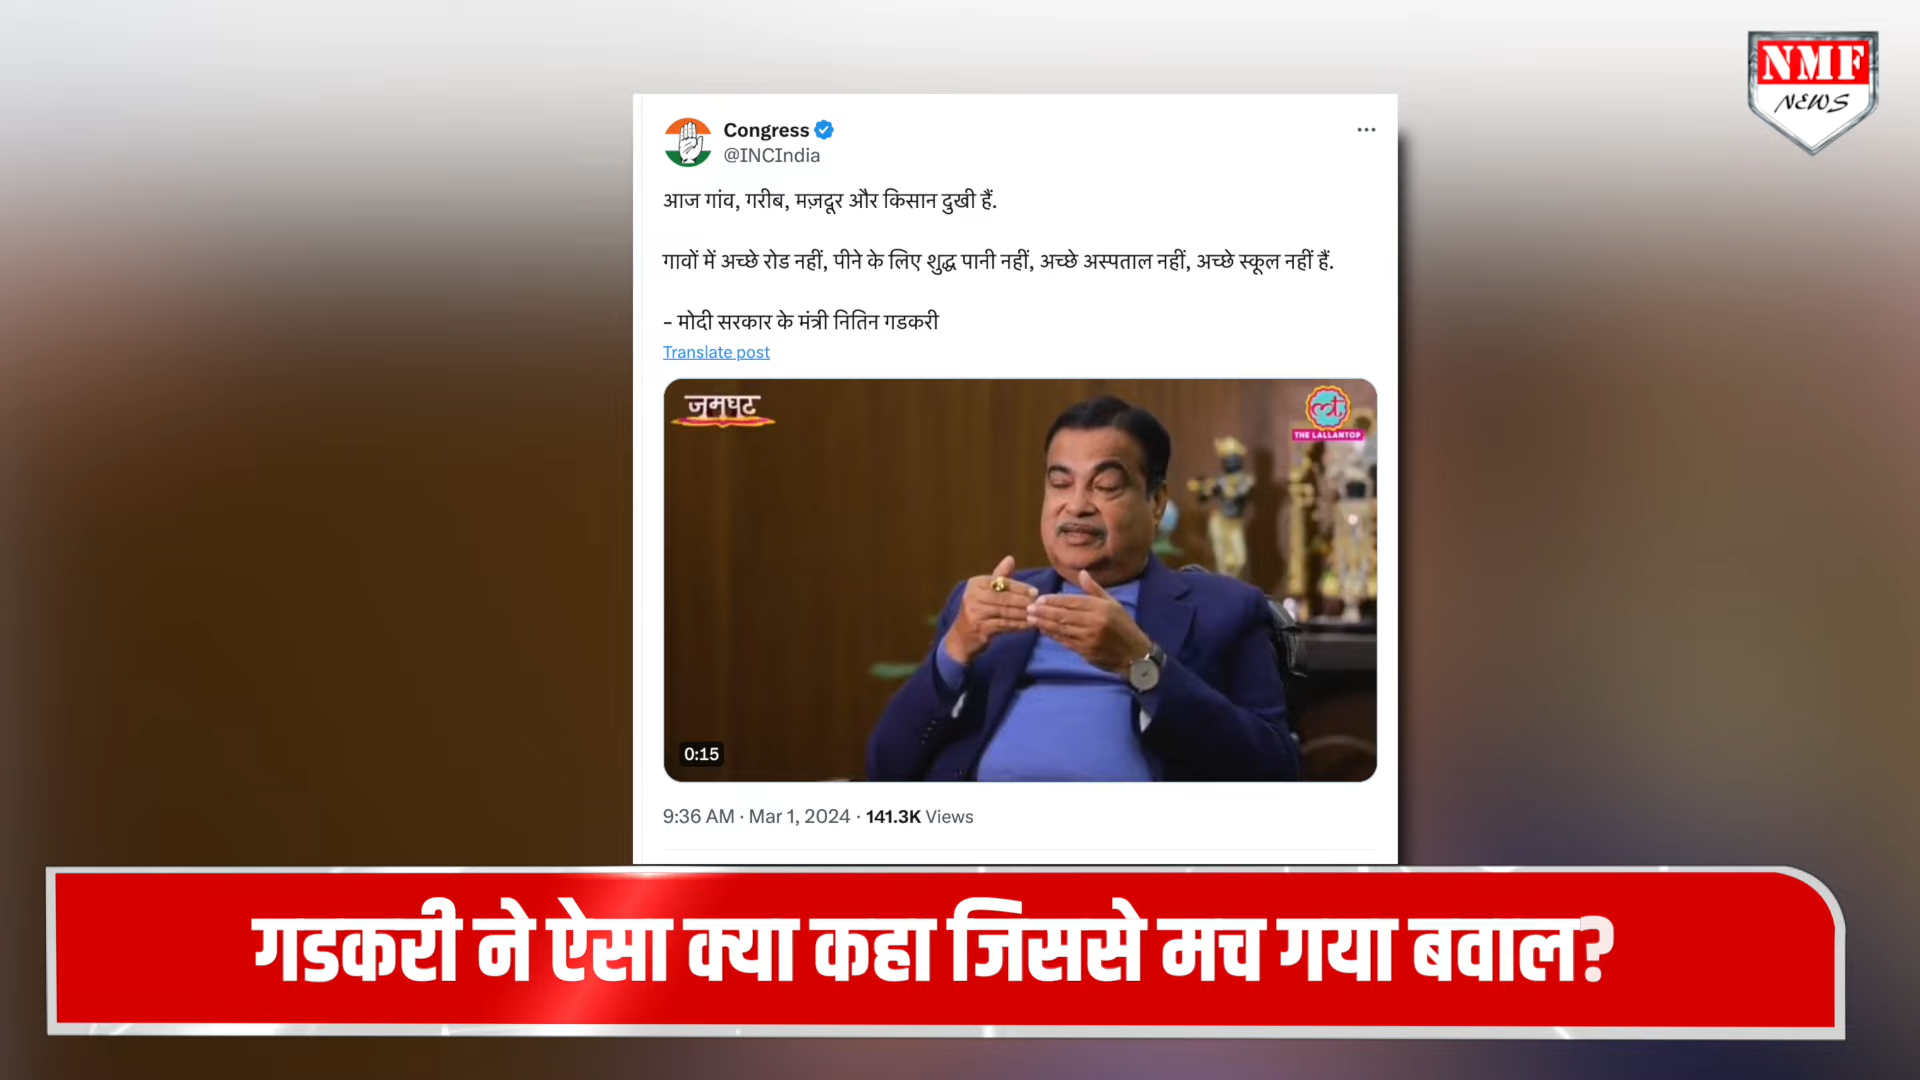 NMF
NEWS
Congress
@INCIndia
आज गांव, गरीब, मज़दूर और किसान दुखी हैं.
गावों में अच्छे रोड नहीं, पीने के लिए शुद्ध पानी नहीं, अच्छे अस्पताल नहीं, अच्छे स्कूल नहीं हैं.
- मोदी सरकार के मंत्री नितिन गडकरी
Translate post
जमघट
lt
THE LALLANTOP
0:15
9:36 AM · Mar 1, 2024 · 141.3K Views
गडकरी ने ऐसा क्या कहा जिससे मच गया बवाल?